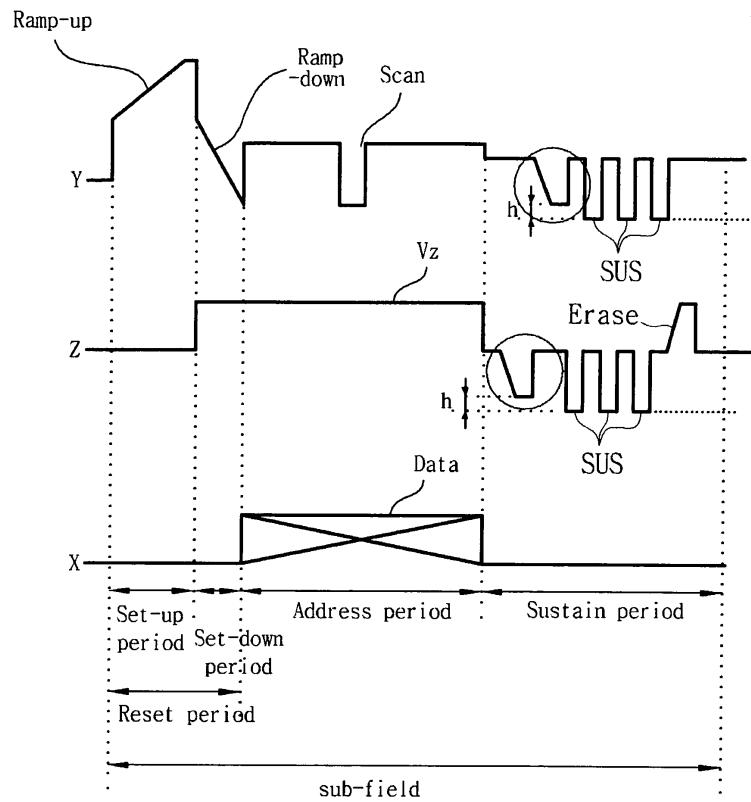 Ramp-up
Ramp
-down
Scan
Y
h
SUS
Vz
Erase
Z
h
SUS
Data
X
Set-up
period
Set-down
period
Address period
Sustain period
Reset period
sub-field